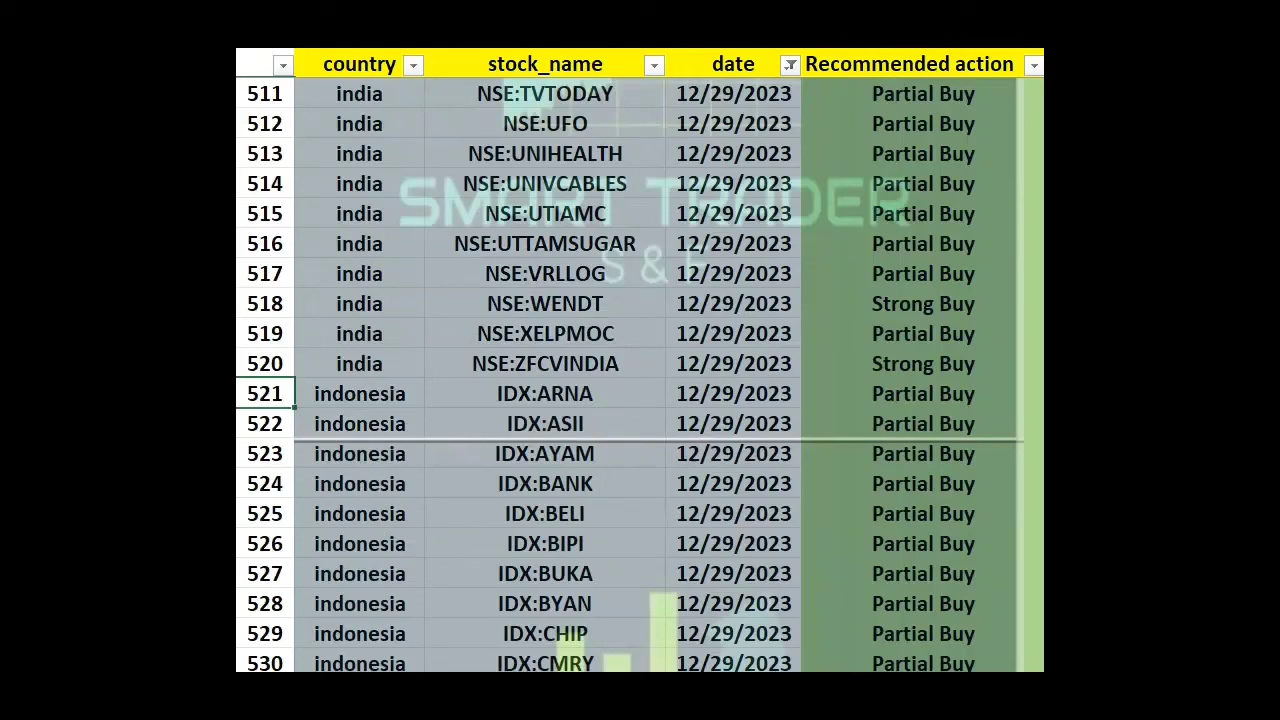 country stock_name date Recommended action
511 india NSE:TVTODAY 12/29/2023 Partial Buy
512 india NSE:UFO 12/29/2023 Partial Buy
513 india NSE:UNIHEALTH 12/29/2023 Partial Buy
514 india NSE:UNIVCABLES 12/29/2023 Partial Buy
SMART TRADER
515 india NSE:UTIAMC 12/29/2023 Partial Buy
516 india NSE:UTTAMSUGAR 12/29/2023 Partial Buy
S & F
517 india NSE:VRLLOG 12/29/2023 Partial Buy
518 india NSE:WENDT 12/29/2023 Strong Buy
519 india NSE:XELPMOC 12/29/2023 Partial Buy
520 india NSE:ZFCVINDIA 12/29/2023 Strong Buy
521 indonesia IDX:ARNA 12/29/2023 Partial Buy
522 indonesia IDX:ASII 12/29/2023 Partial Buy
523 indonesia IDX:AYAM 12/29/2023 Partial Buy
524 indonesia IDX:BANK 12/29/2023 Partial Buy
525 indonesia IDX:BELI 12/29/2023 Partial Buy
526 indonesia IDX:BIPI 12/29/2023 Partial Buy
527 indonesia IDX:BUKA 12/29/2023 Partial Buy
528 indonesia IDX:BYAN 12/29/2023 Partial Buy
529 indonesia IDX:CHIP 12/29/2023 Partial Buy
530 indonesia IDX:CMRY 12/29/2023 Partial Buy